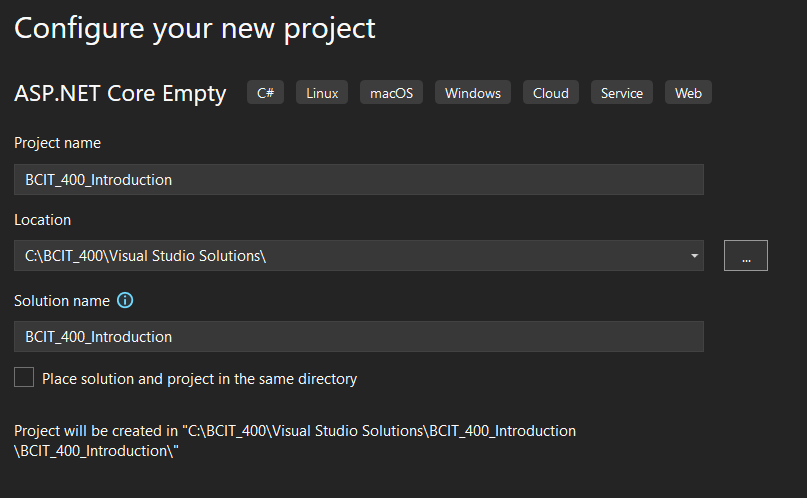 Configure your new project
ASP.NET Core Empty C# Linux macOS Windows Cloud Service Web
Project name
BCIT_400_Introduction
Location
C:\BCIT_400\Visual Studio Solutions\
...
Solution name
BCIT_400_Introduction
Place solution and project in the same directory
Project will be created in "C:\BCIT_400\Visual Studio Solutions\BCIT_400_Introduction
\BCIT_400_Introduction\"